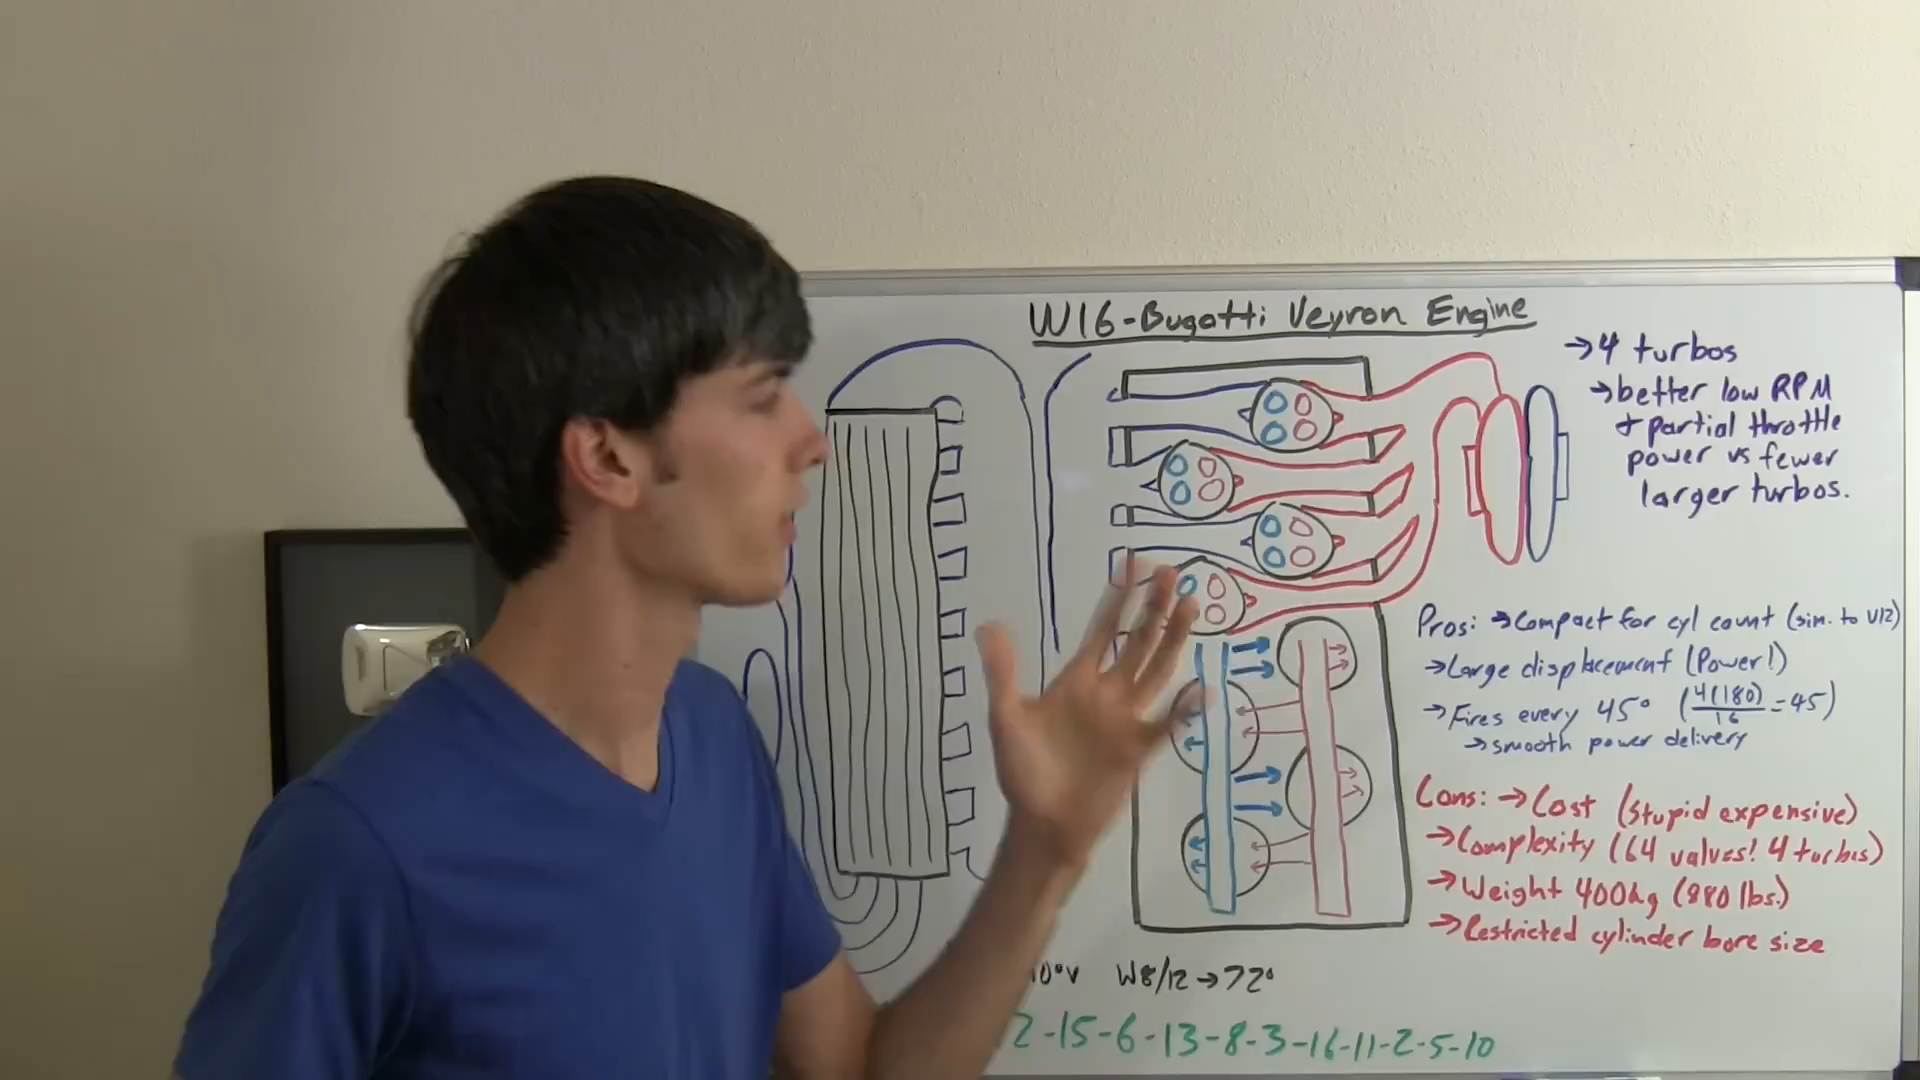 W16-Bugatti Veyron Engine
→4 turbos
→better low RPM
+ partial throttle
power vs fewer
larger turbos.
Pros: →Compact for cyl count (sim. to V12)
→Large displacement (Power!)
→Fires every 45° (4(180)/16=45)
→smooth power delivery
Cons: →Cost (Stupid expensive)
→Complexity (64 valves! 4 turbos)
→Weight 400kg (880 lbs.)
→Restricted cylinder bore size
10°V W8/12→72°
2-15-6-13-8-3-16-11-2-5-10